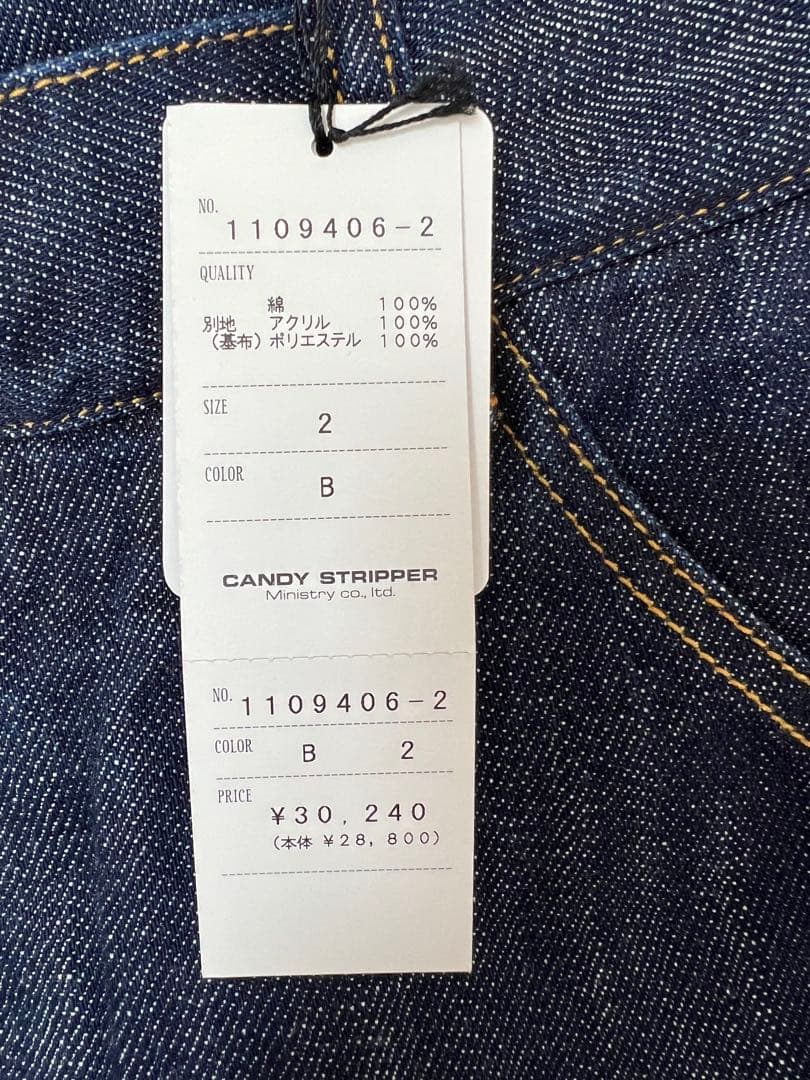 NO.
1109406-2
QUALITY
綿 100%
別地 アクリル 100%
(基布) ポリエステル 100%
SIZE
2
COLOR
B
CANDY STRIPPER
Ministry co., ltd.
NO. 1109406-2
COLOR B 2
PRICE
¥30,240
(本体 ¥28,800)